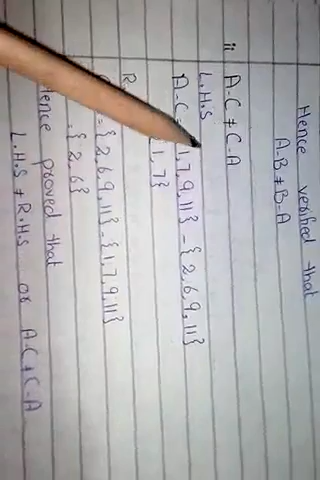 Hence verified that
A-B ≠ B-A
ii A-C ≠ C-A
L.H.S
A-C = 1,7,9,11} - {2,6,9,11}
1,7}
R
= {2,6,9,11} - {1,7,9,11}
= {2,6}
Hence proved that
L.H.S ≠ R.H.S or A-C ≠ C-A